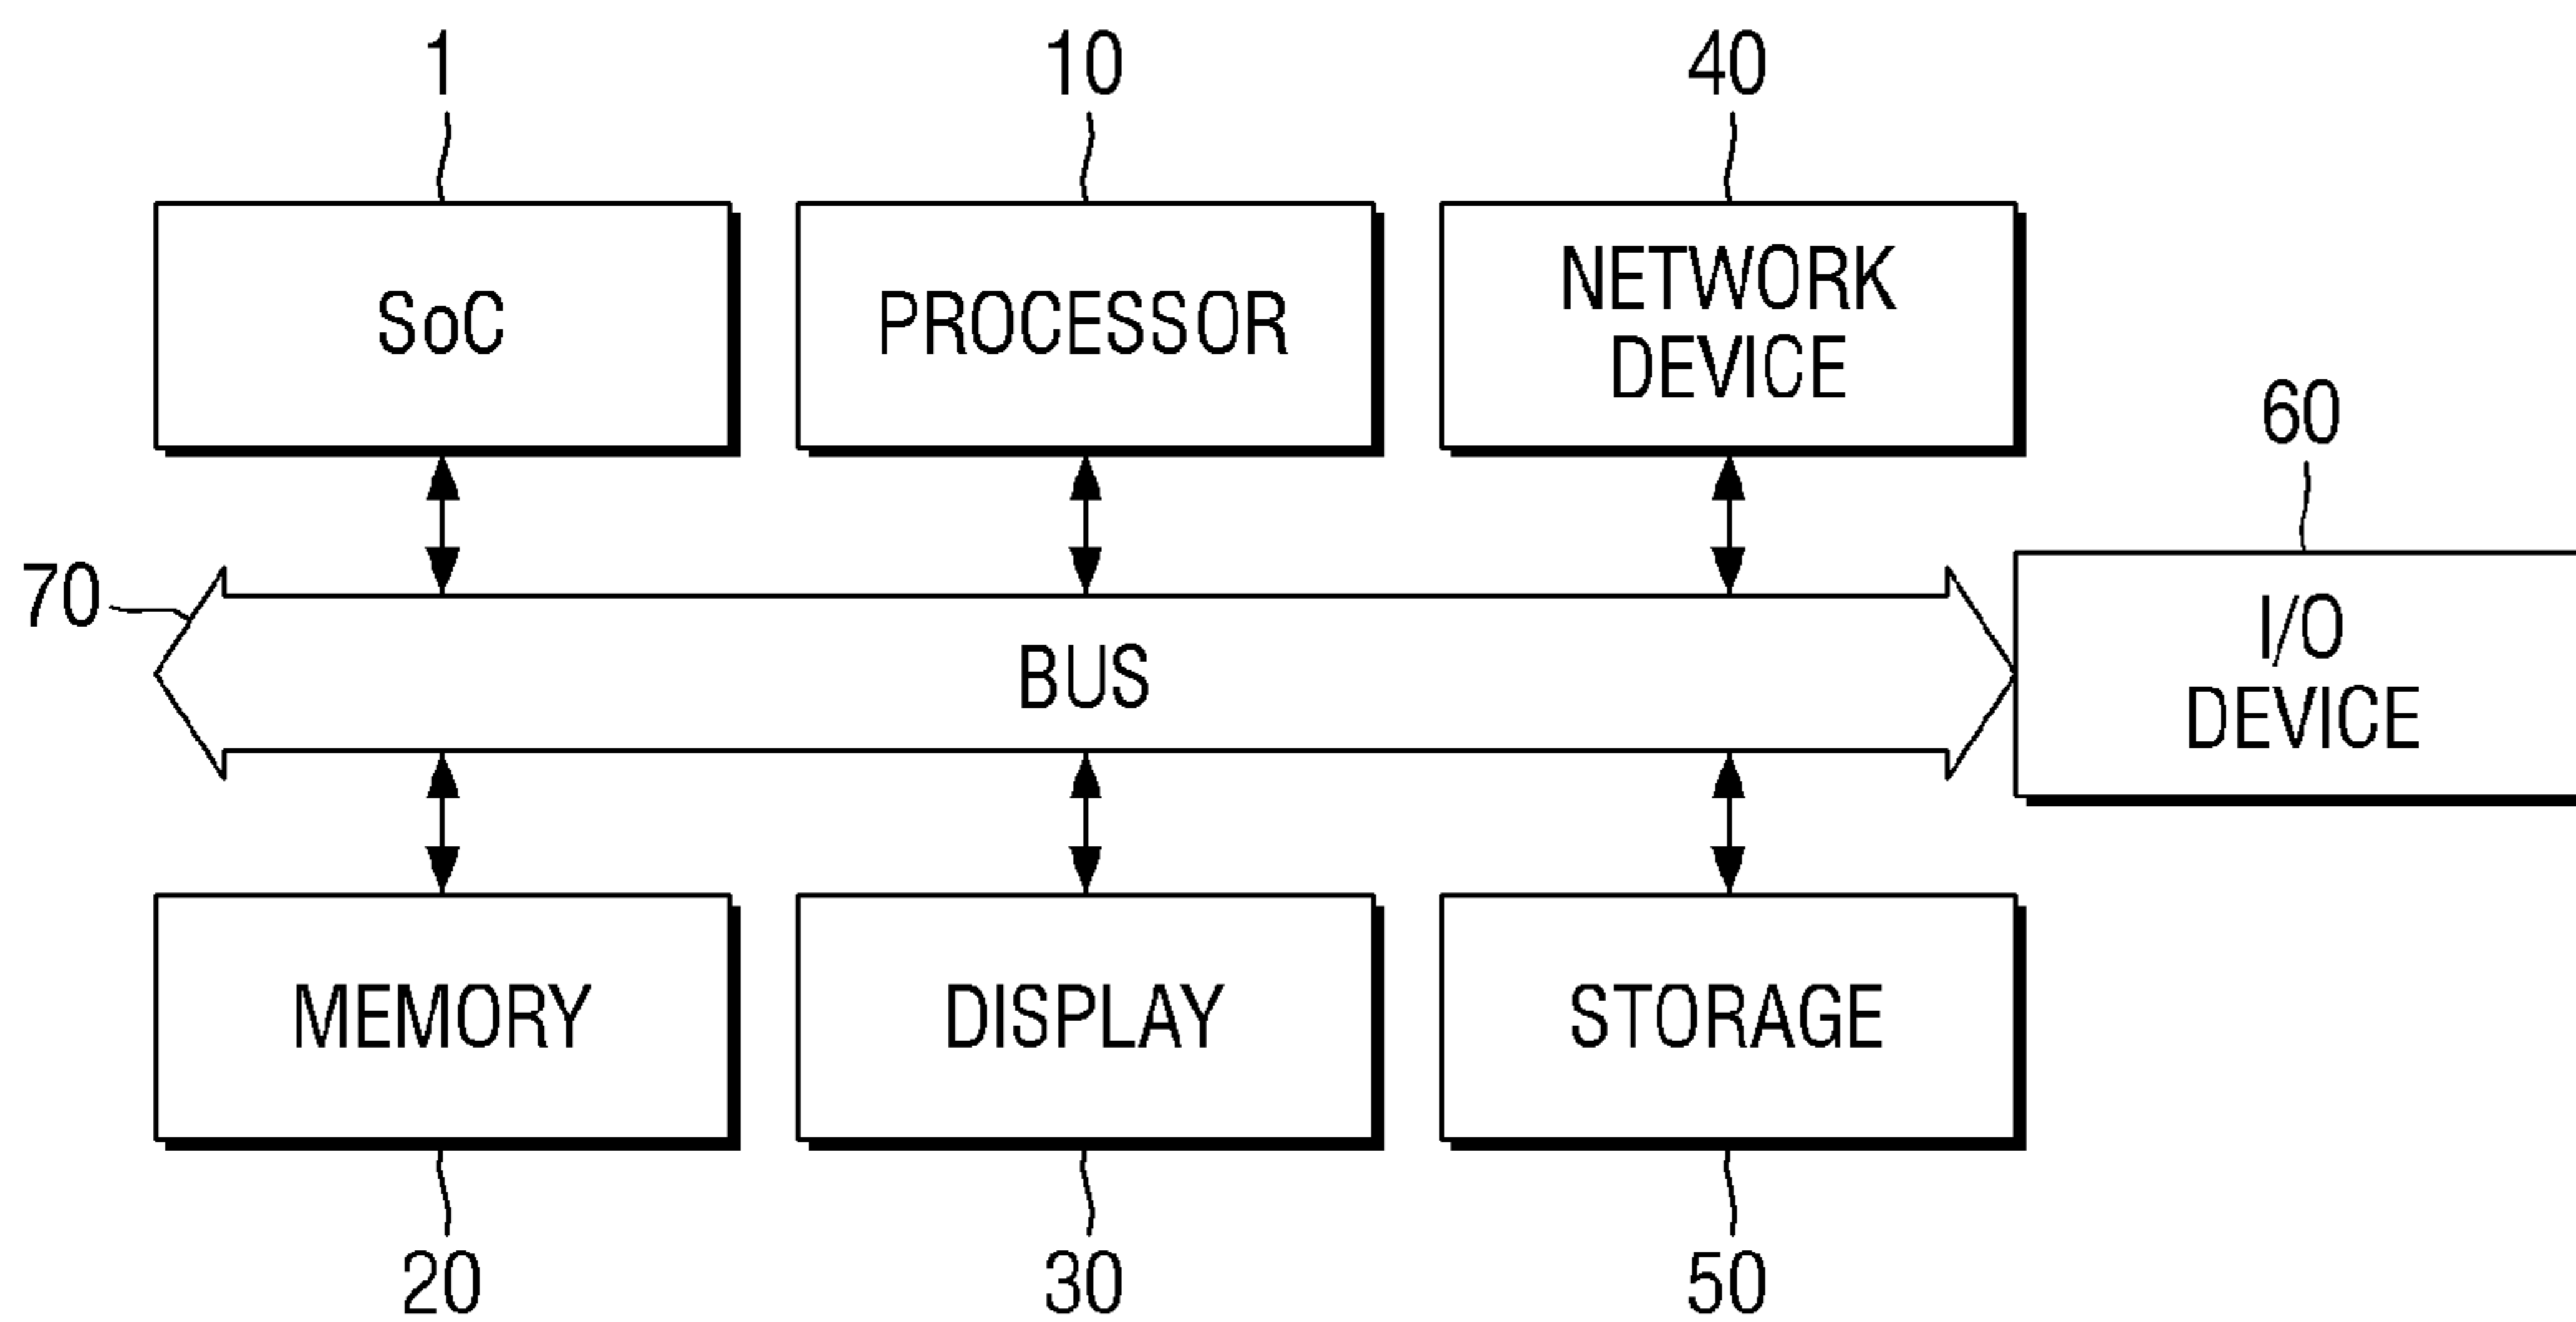 1
10
40
SoC
PROCESSOR
NETWORK
DEVICE
60
70
BUS
I/O
DEVICE
MEMORY
DISPLAY
STORAGE
20
30
50